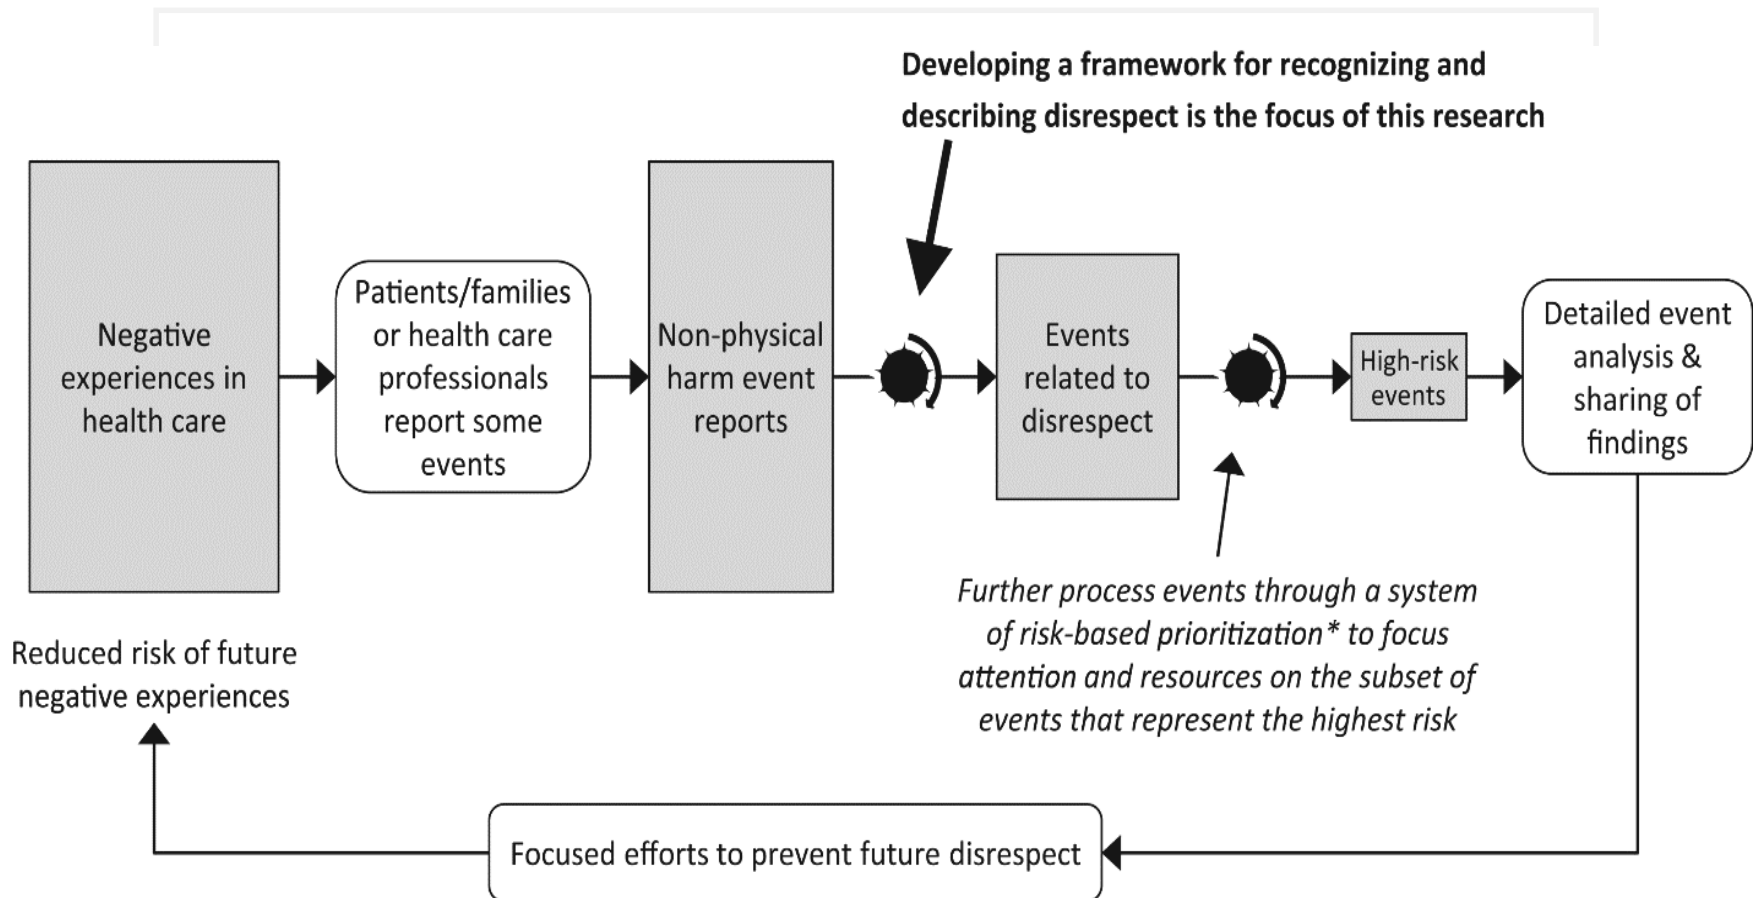 Developing a framework for recognizing and
describing disrespect is the focus of this research
Negative
experiences in
health care
Patients/families
or health care
professionals
report some
events
Non-physical
harm event
reports
Events
related to
disrespect
High-risk
events
Detailed event
analysis &
sharing of
findings
Further process events through a system
of risk-based prioritization* to focus
attention and resources on the subset of
events that represent the highest risk
Reduced risk of future
negative experiences
Focused efforts to prevent future disrespect